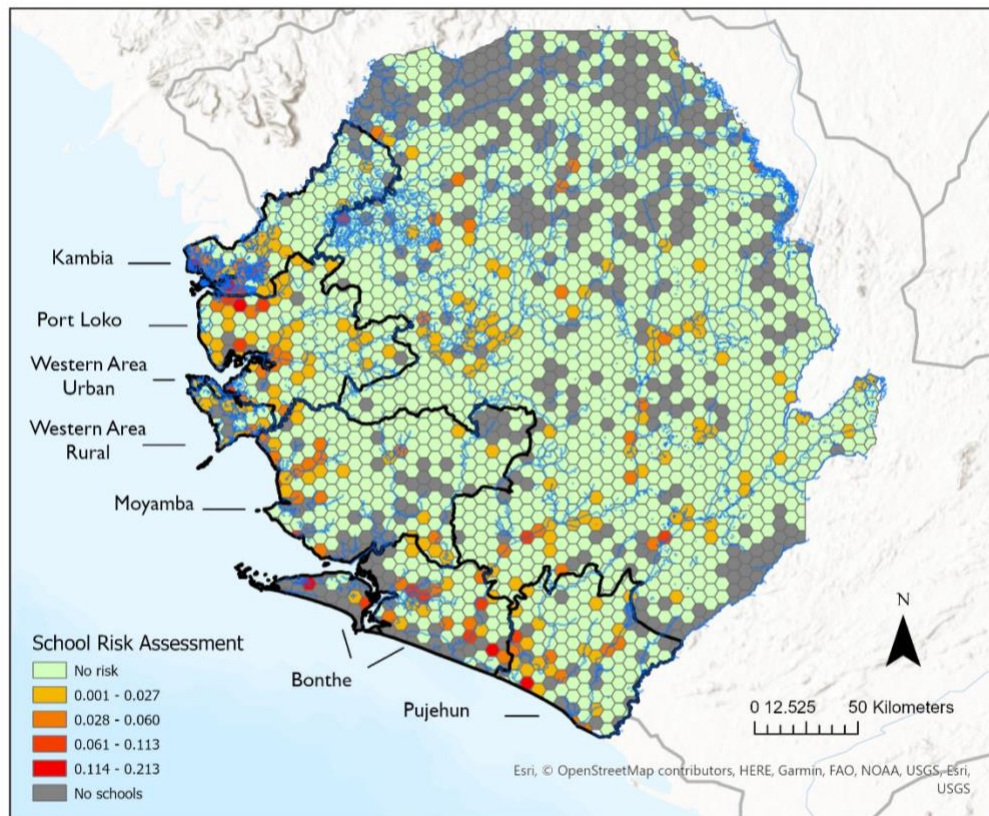 Kambia
Port Loko
Western Area
Urban
Western Area
Rural
Moyamba
Bonthe
Pujehun
School Risk Assessment
No risk
0.001 - 0.027
0.028 - 0.060
0.061 - 0.113
0.114 - 0.213
No schools
N
0 12.525 50 Kilometers
Esri, © OpenStreetMap contributors, HERE, Garmin, FAO, NOAA, USGS, Esri,
USGS